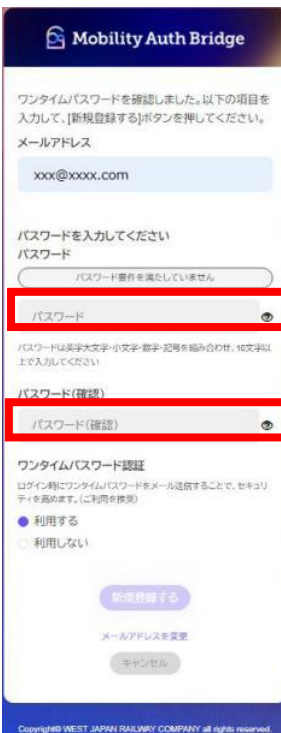 Mobility Auth Bridge
ワンタイムパスワードを確認しました。以下の項目を
入力して、[新規登録する]ボタンを押してください。
メールアドレス
xxx@xxxx.com
パスワードを入力してください
パスワード
パスワード要件を満たしていません
パスワード
パスワードは英字大文字・小文字・数字・記号を組み合わせ、10文字以
上で入力してください
パスワード(確認)
パスワード(確認)
ワンタイムパスワード認証
ログイン時にワンタイムパスワードをメール送信することで、セキュリ
ティを高めます。(ご利用を推奨)
利用する
利用しない
新規登録する
メールアドレスを変更
キャンセル
Copyright© WEST JAPAN RAILWAY COMPANY all rights reserved.